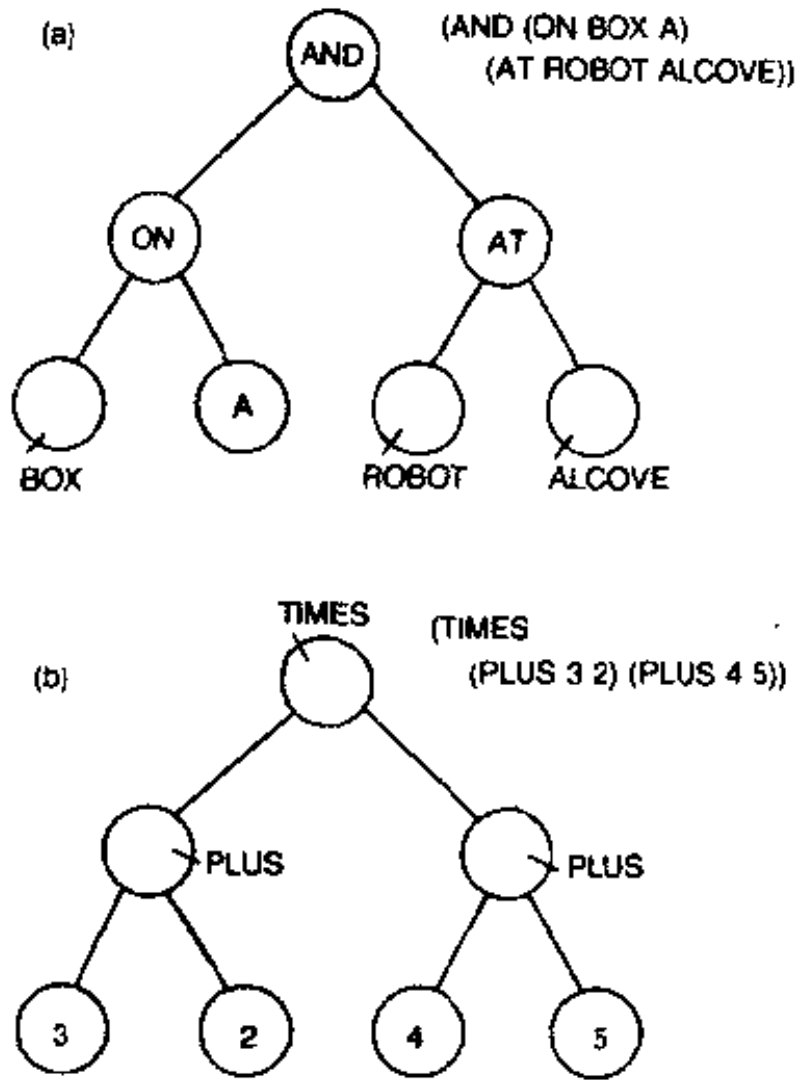 (a)
AND
(AND (ON BOX A)
(AT ROBOT ALCOVE))
ON
AT
A
BOX
ROBOT
ALCOVE
TIMES
(TIMES
(b)
(PLUS 3 2) (PLUS 4 5))
PLUS
PLUS
3
2
4
5